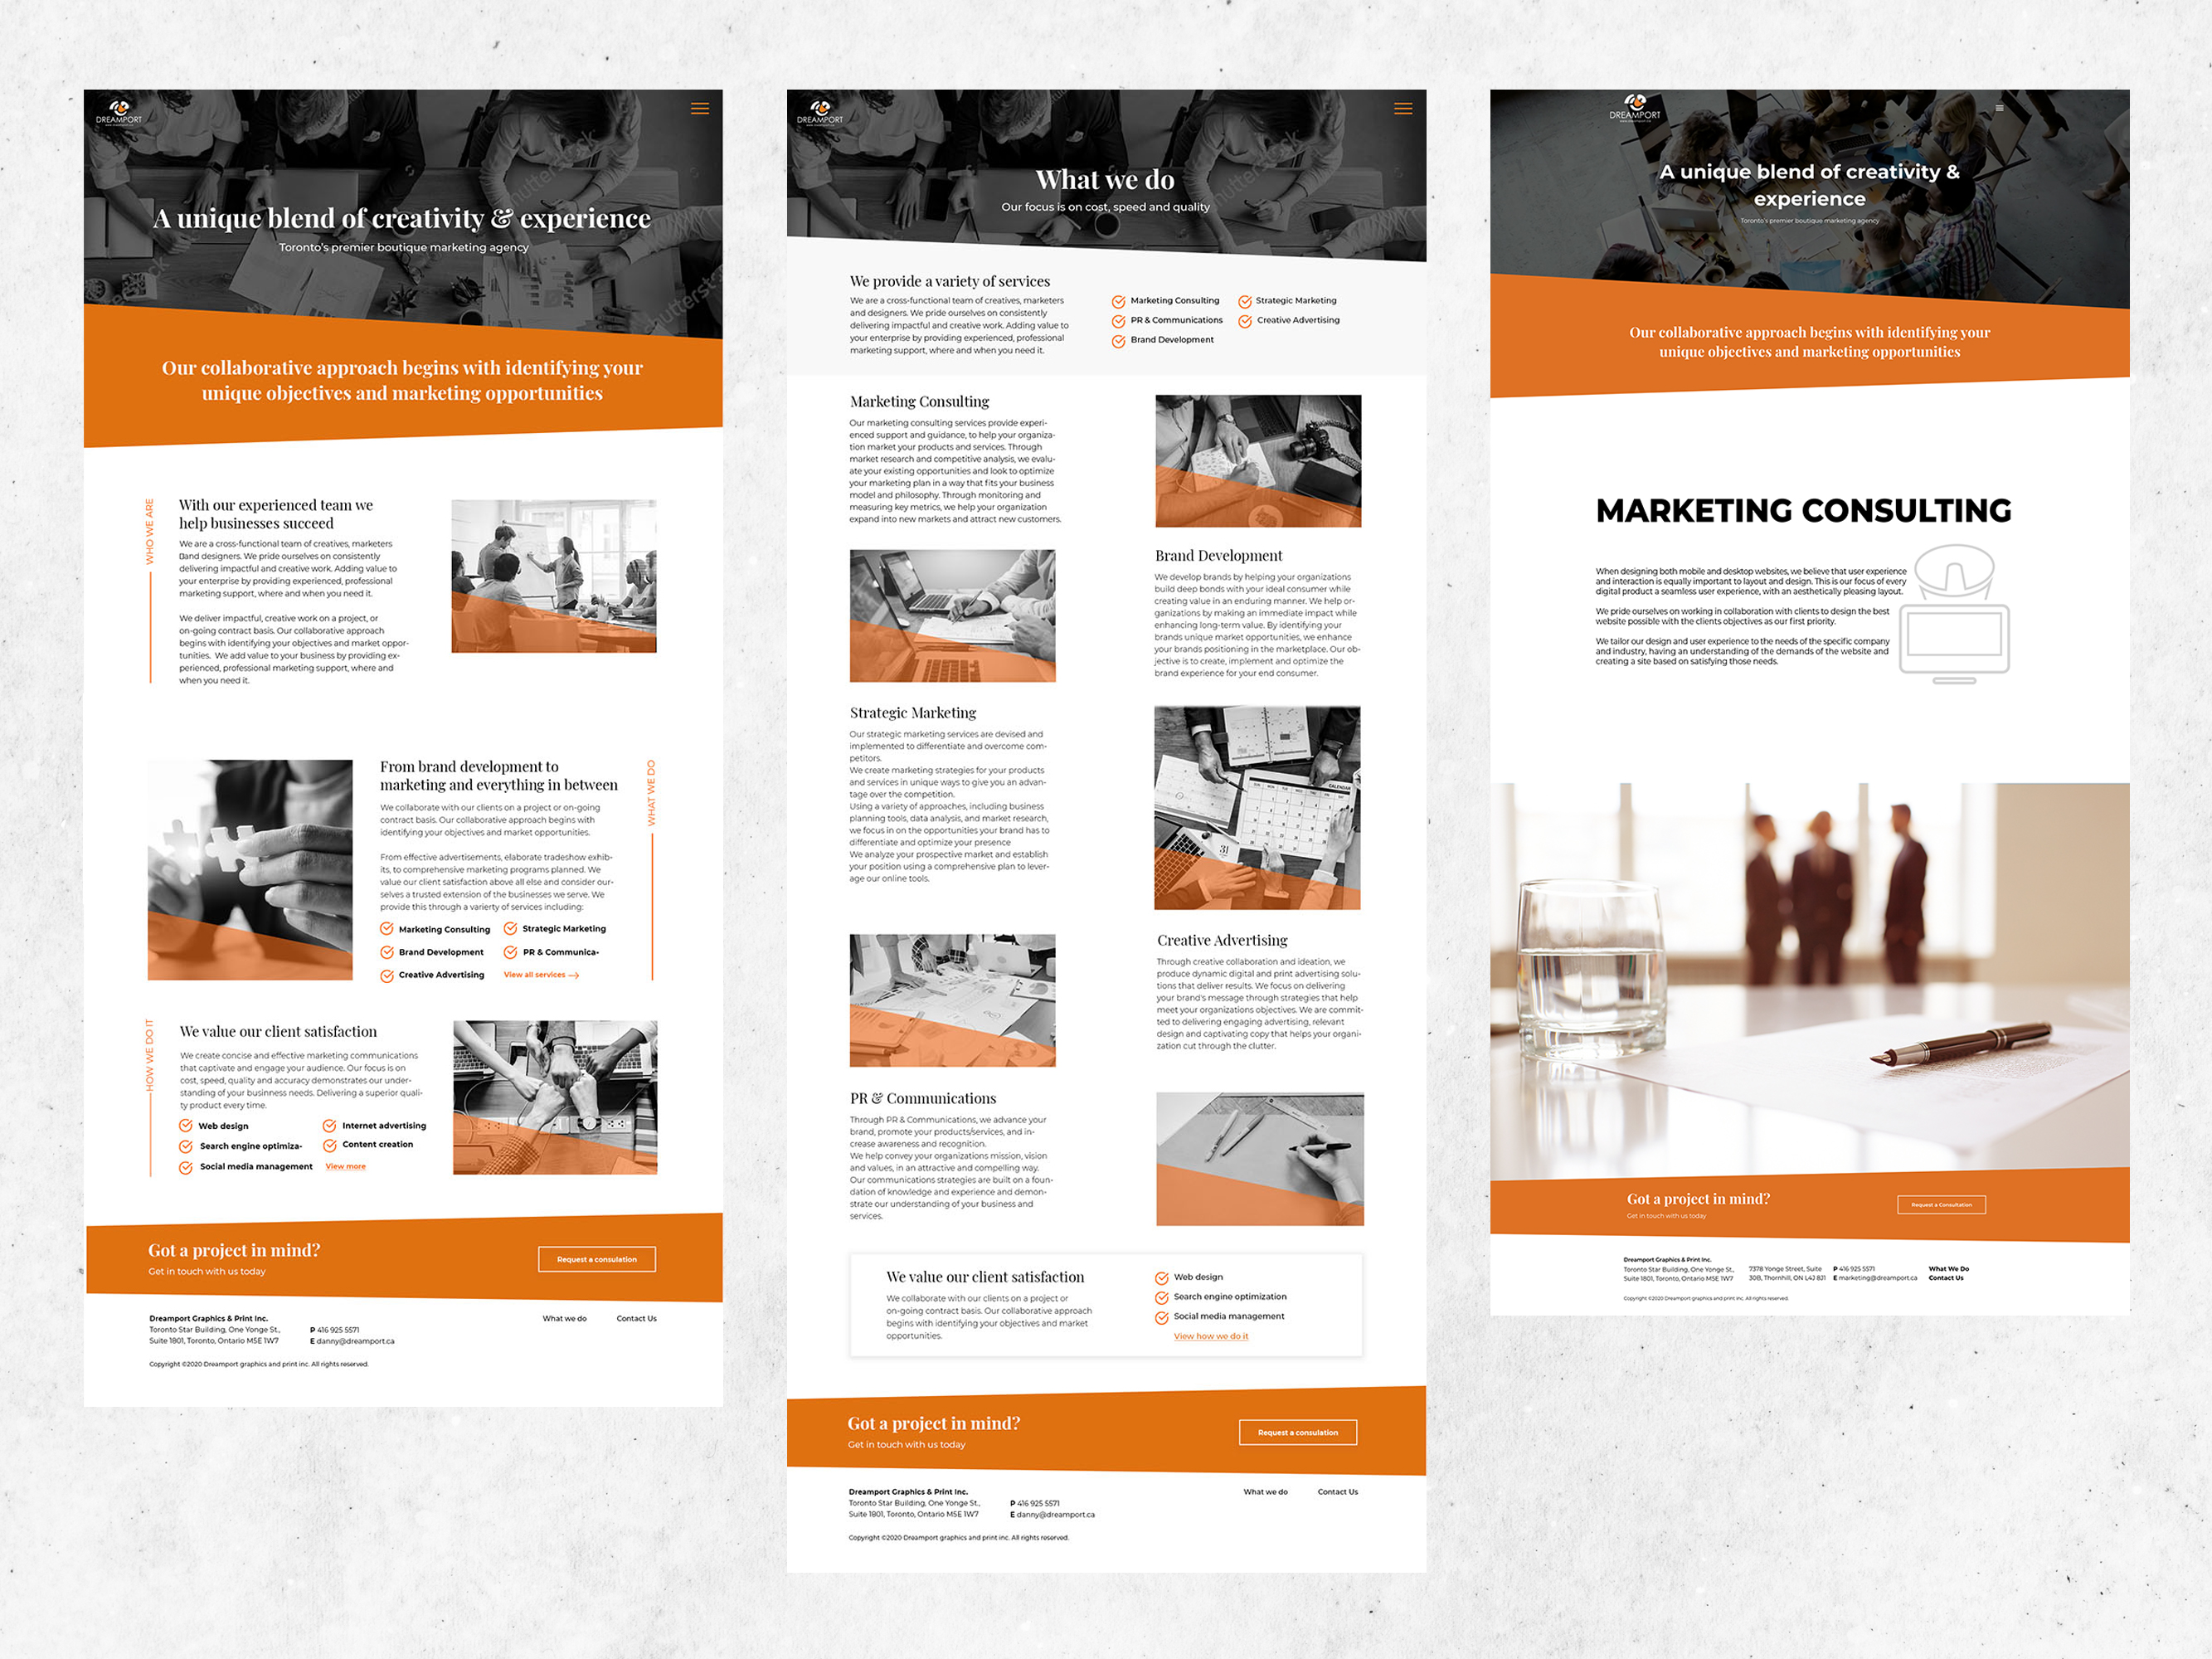 DREAMPORT
A unique blend of creativity & experience
Toronto's premier boutique marketing agency
Our collaborative approach begins with identifying your
unique objectives and marketing opportunities
WHO WE ARE
With our experienced team we
help businesses succeed
We are a cross-functional team of creatives, marketers
Band designers. We pride ourselves on consistently
delivering impactful and creative work. Adding value to
your enterprise by providing experienced, professional
marketing support, where and when you need it.
We deliver impactful, creative work on a project, or
on-going contract basis. Our collaborative approach
begins with identifying your objectives and market oppor-
tunities. We add value to your business by providing ex-
perienced, professional marketing support, where and
when you need it.
From brand development to
marketing and everything in between
We collaborate with our clients on a project or on-going
contract basis. Our collaborative approach begins with
identifying your objectives and market opportunities.
From effective advertisements, elaborate tradeshow exhib-
its, to comprehensive marketing programs planned. We
value our client satisfaction above all else and consider our-
selves a trusted extension of the businesses we serve. We
provide this through a varierty of services including:
Marketing Consulting
Strategic Marketing
Brand Development
PR & Communica-
Creative Advertising
View all services
WHAT WE DO
HOW WE DO IT
We value our client satisfaction
We create concise and effective marketing communications
that captivate and engage your audience. Our focus is on
cost, speed, quality and accuracy demonstrates our under-
standing of your business needs. Delivering a superior quali-
ty product every time.
Web design
Internet advertising
Search engine optimiza-
Content creation
Social media management
View more
Got a project in mind?
Get in touch with us today
Request a consulation
Dreamport Graphics & Print Inc.
Toronto Star Building, One Yonge St.,
Suite 1801, Toronto, Ontario M5E 1W7
P 416 925 5571
E danny@dreamport.ca
What we do
Contact Us
Copyright ©2020 Dreamport graphics and print inc. All rights reserved.
DREAMPORT
What we do
Our focus is on cost, speed and quality
We provide a variety of services
We are a cross-functional team of creatives, marketers
and designers. We pride ourselves on consistently
delivering impactful and creative work. Adding value to
your enterprise by providing experienced, professional
marketing support, where and when you need it.
Marketing Consulting
Strategic Marketing
PR & Communications
Creative Advertising
Brand Development
Marketing Consulting
Our marketing consulting services provide experi-
enced support and guidance, to help your organiza-
tion market your products and services. Through
market research and competitive analysis, we evalu-
ate your existing opportunities and look to optimize
your marketing plan in a way that fits your business
model and philosophy. Through monitoring and
measuring key metrics, we help your organization
expand into new markets and attract new customers.
Brand Development
We develop brands by helping your organizations
build deep bonds with your ideal consumer while
creating value in an enduring manner. We help or-
ganizations by making an immediate impact while
enhancing long-term value. By identifying your
brands unique market opportunities, we enhance
your brands positioning in the marketplace. Our ob-
jective is to create, implement and optimize the
brand experience for your end consumer.
Strategic Marketing
Our strategic marketing services are devised and
implemented to differentiate and overcome com-
petitors.
We create marketing strategies for your products
and services in unique ways to give you an advan-
tage over the competition.
Using a variety of approaches, including business
planning tools, data analysis, and market research,
we focus in on the opportunities your brand has to
differentiate and optimize your presence
We analyze your prospective market and establish
your position using a comprehensive plan to lever-
age our online tools.
CALENDAR
31
Creative Advertising
Through creative collaboration and ideation, we
produce dynamic digital and print advertising solu-
tions that deliver results. We focus on delivering
your brand's message through strategies that help
meet your organizations objectives. We are commit-
ted to delivering engaging advertising, relevant
design and captivating copy that helps your organi-
zation cut through the clutter.
PR & Communications
Through PR & Communications, we advance your
brand, promote your products/services, and in-
crease awareness and recognition.
We help convey your organizations mission, vision
and values, in an attractive and compelling way.
Our communications strategies are built on a foun-
dation of knowledge and experience and demon-
strate our understanding of your business and
services.
We value our client satisfaction
We collaborate with our clients on a project or
on-going contract basis. Our collaborative approach
begins with identifying your objectives and market
opportunities.
Web design
Search engine optimization
Social media management
View how we do it
Got a project in mind?
Get in touch with us today
Request a consulation
Dreamport Graphics & Print Inc.
Toronto Star Building, One Yonge St.,
Suite 1801, Toronto, Ontario M5E 1W7
P 416 925 5571
E danny@dreamport.ca
What we do
Contact Us
Copyright ©2020 Dreamport graphics and print inc. All rights reserved.
DREAMPORT
A unique blend of creativity &
experience
Toronto's premier boutique marketing agency
Our collaborative approach begins with identifying your
unique objectives and marketing opportunities
MARKETING CONSULTING
When designing both mobile and desktop websites, we believe that user experience
and interaction is equally important to layout and design. This is our focus of every
digital product a seamless user experience, with an aesthetically pleasing layout.
We pride ourselves on working in collaboration with clients to design the best
website possible with the clients objectives as our first priority.
We tailor our design and user experience to the needs of the specific company
and industry, having an understanding of the demands of the website and
creating a site based on satisfying those needs.
Got a project in mind?
Get in touch with us today
Request a Consultation
Dreamport Graphics & Print Inc.
Toronto Star Building, One Yonge St.,
Suite 1801, Toronto, Ontario M5E 1W7
7378 Yonge Street, Suite
30B, Thornhill, ON L4J 8J1
P 416 925 5571
E marketing@dreamport.ca
What We Do
Contact Us
Copyright ©2020 Dreamport graphics and print inc. All rights reserved.